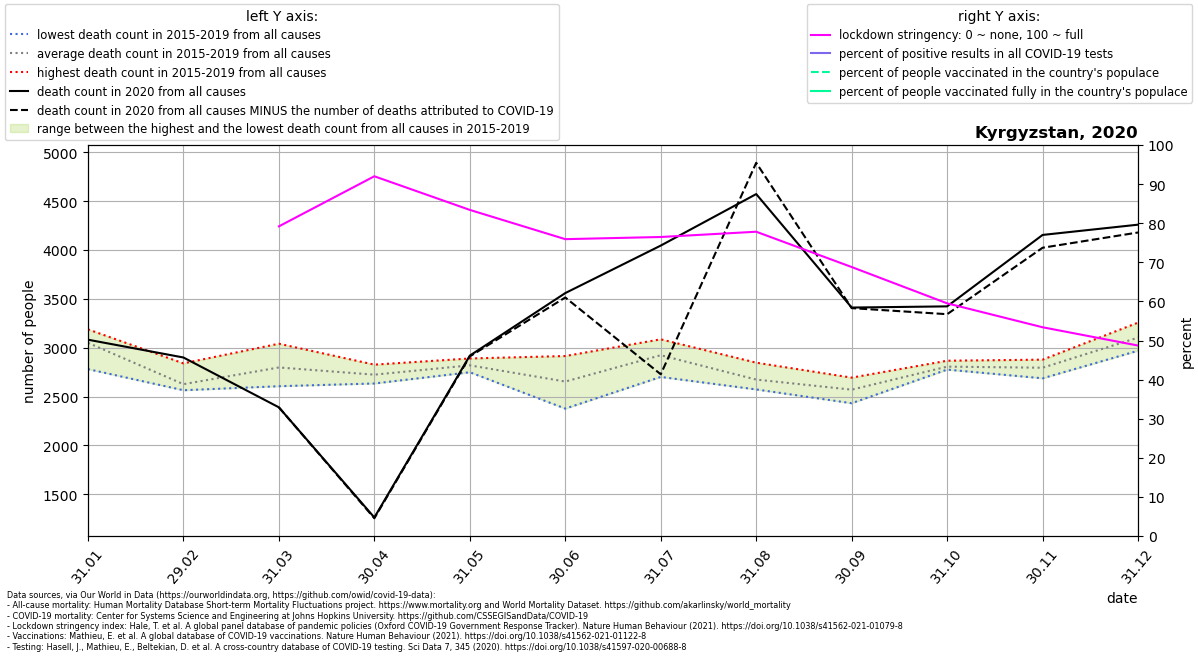 left Y axis:
lowest death count in 2015-2019 from all causes
average death count in 2015-2019 from all causes
highest death count in 2015-2019 from all causes
death count in 2020 from all causes
death count in 2020 from all causes MINUS the number of deaths attributed to COVID-19
range between the highest and the lowest death count from all causes in 2015-2019
right Y axis:
lockdown stringency: 0 ~ none, 100 ~ full
percent of positive results in all COVID-19 tests
percent of people vaccinated in the country's populace
percent of people vaccinated fully in the country's populace
Kyrgyzstan, 2020
number of people
5000
4500
4000
3500
3000
2500
2000
1500
100
90
80
70
60
50
40
30
20
10
0
percent
31.01
29.02
31.03
30.04
31.05
30.06
31.07
31.08
30.09
31.10
30.11
31.12
date
Data sources, via Our World in Data (https://ourworldindata.org, https://github.com/owid/covid-19-data):
- All-cause mortality: Human Mortality Database Short-term Mortality Fluctuations project. https://www.mortality.org and World Mortality Dataset. https://github.com/akarlinsky/world_mortality
- COVID-19 mortality: Center for Systems Science and Engineering at Johns Hopkins University. https://github.com/CSSEGISandData/COVID-19
- Lockdown stringency index: Hale, T. et al. A global panel database of pandemic policies (Oxford COVID-19 Government Response Tracker). Nature Human Behaviour (2021). https://doi.org/10.1038/s41562-021-01079-8
- Vaccinations: Mathieu, E. et al. A global database of COVID-19 vaccinations. Nature Human Behaviour (2021). https://doi.org/10.1038/s41562-021-01122-8
- Testing: Hasell, J., Mathieu, E., Beltekian, D. et al. A cross-country database of COVID-19 testing. Sci Data 7, 345 (2020). https://doi.org/10.1038/s41597-020-00688-8